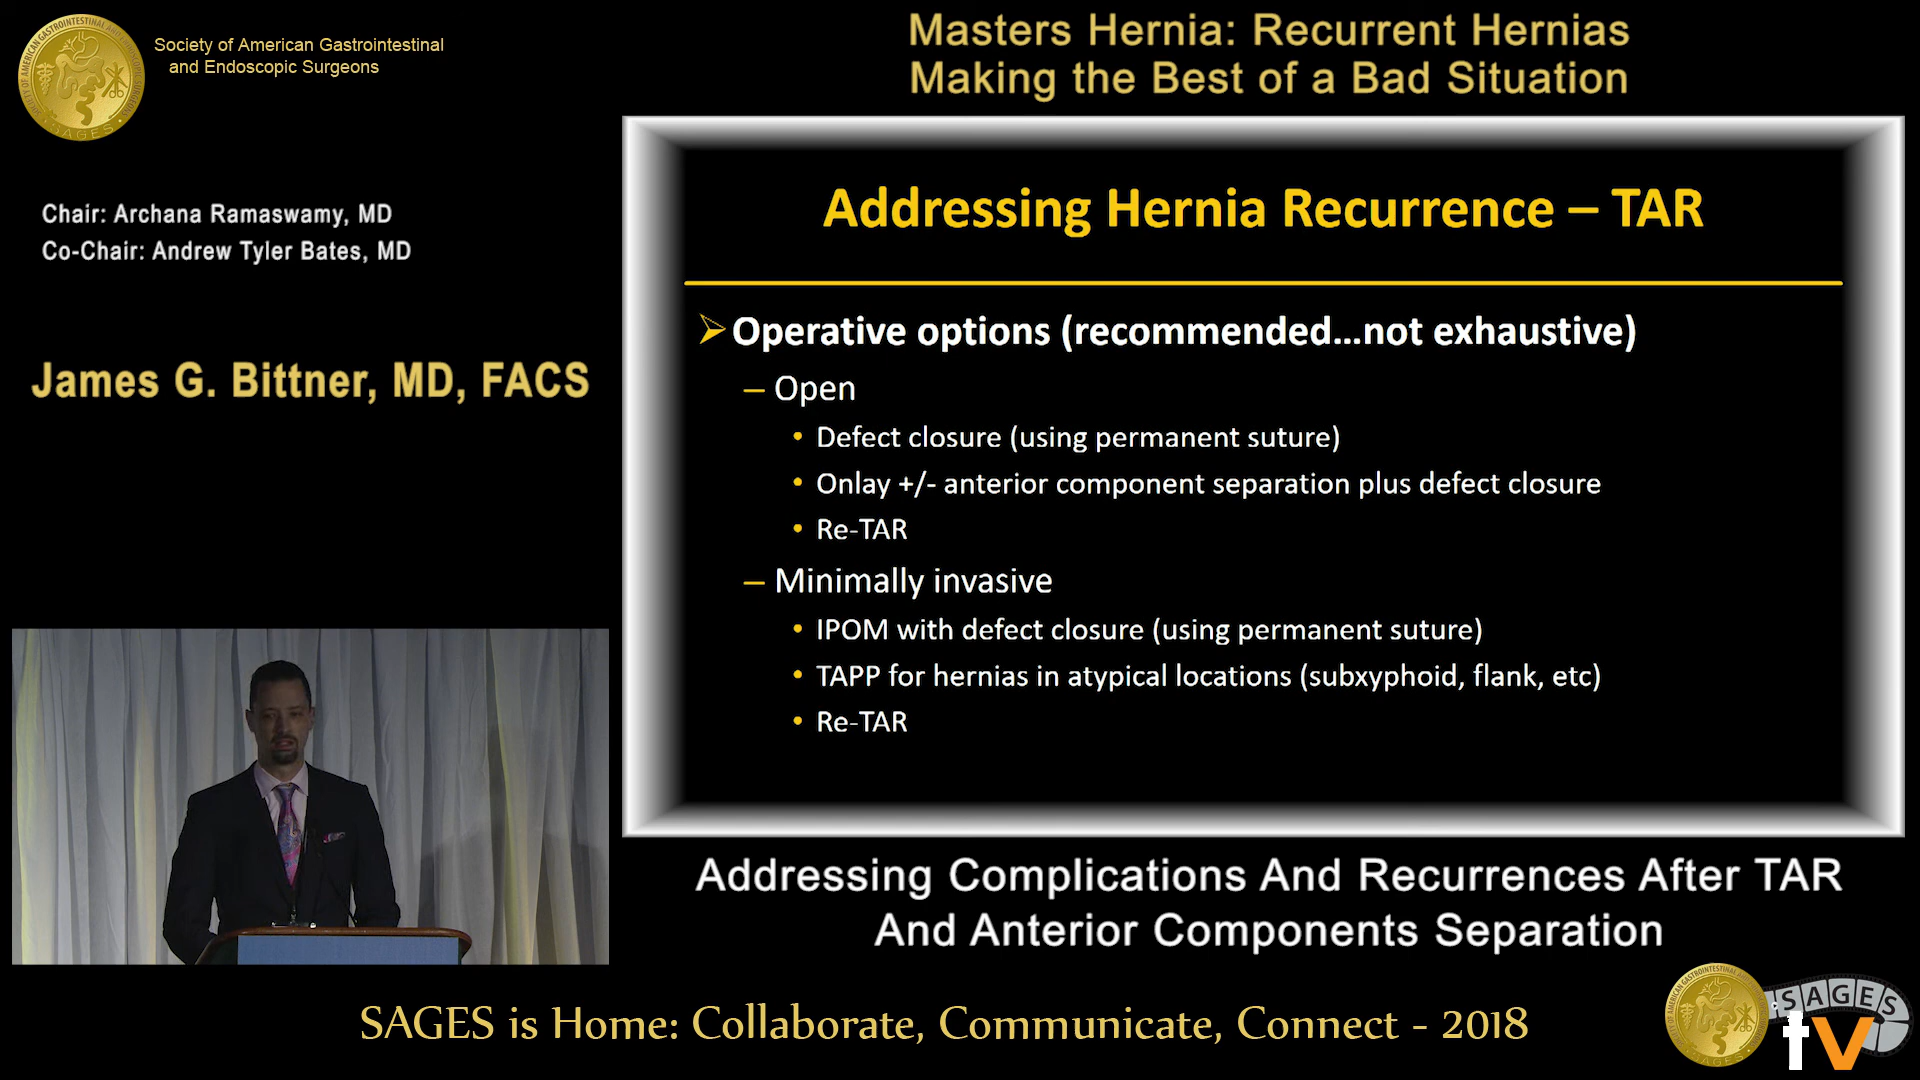 Society of American Gastrointestinal
and Endoscopic Surgeons
Masters Hernia: Recurrent Hernias
Making the Best of a Bad Situation
Chair: Archana Ramaswamy, MD
Co-Chair: Andrew Tyler Bates, MD
James G. Bittner, MD, FACS
Addressing Hernia Recurrence – TAR
➢Operative options (recommended…not exhaustive)
– Open
• Defect closure (using permanent suture)
• Onlay +/- anterior component separation plus defect closure
• Re-TAR
– Minimally invasive
• IPOM with defect closure (using permanent suture)
• TAPP for hernias in atypical locations (subxyphoid, flank, etc)
• Re-TAR
Addressing Complications And Recurrences After TAR
And Anterior Components Separation
SAGES is Home: Collaborate, Communicate, Connect - 2018
SAGES
tv
SAGES